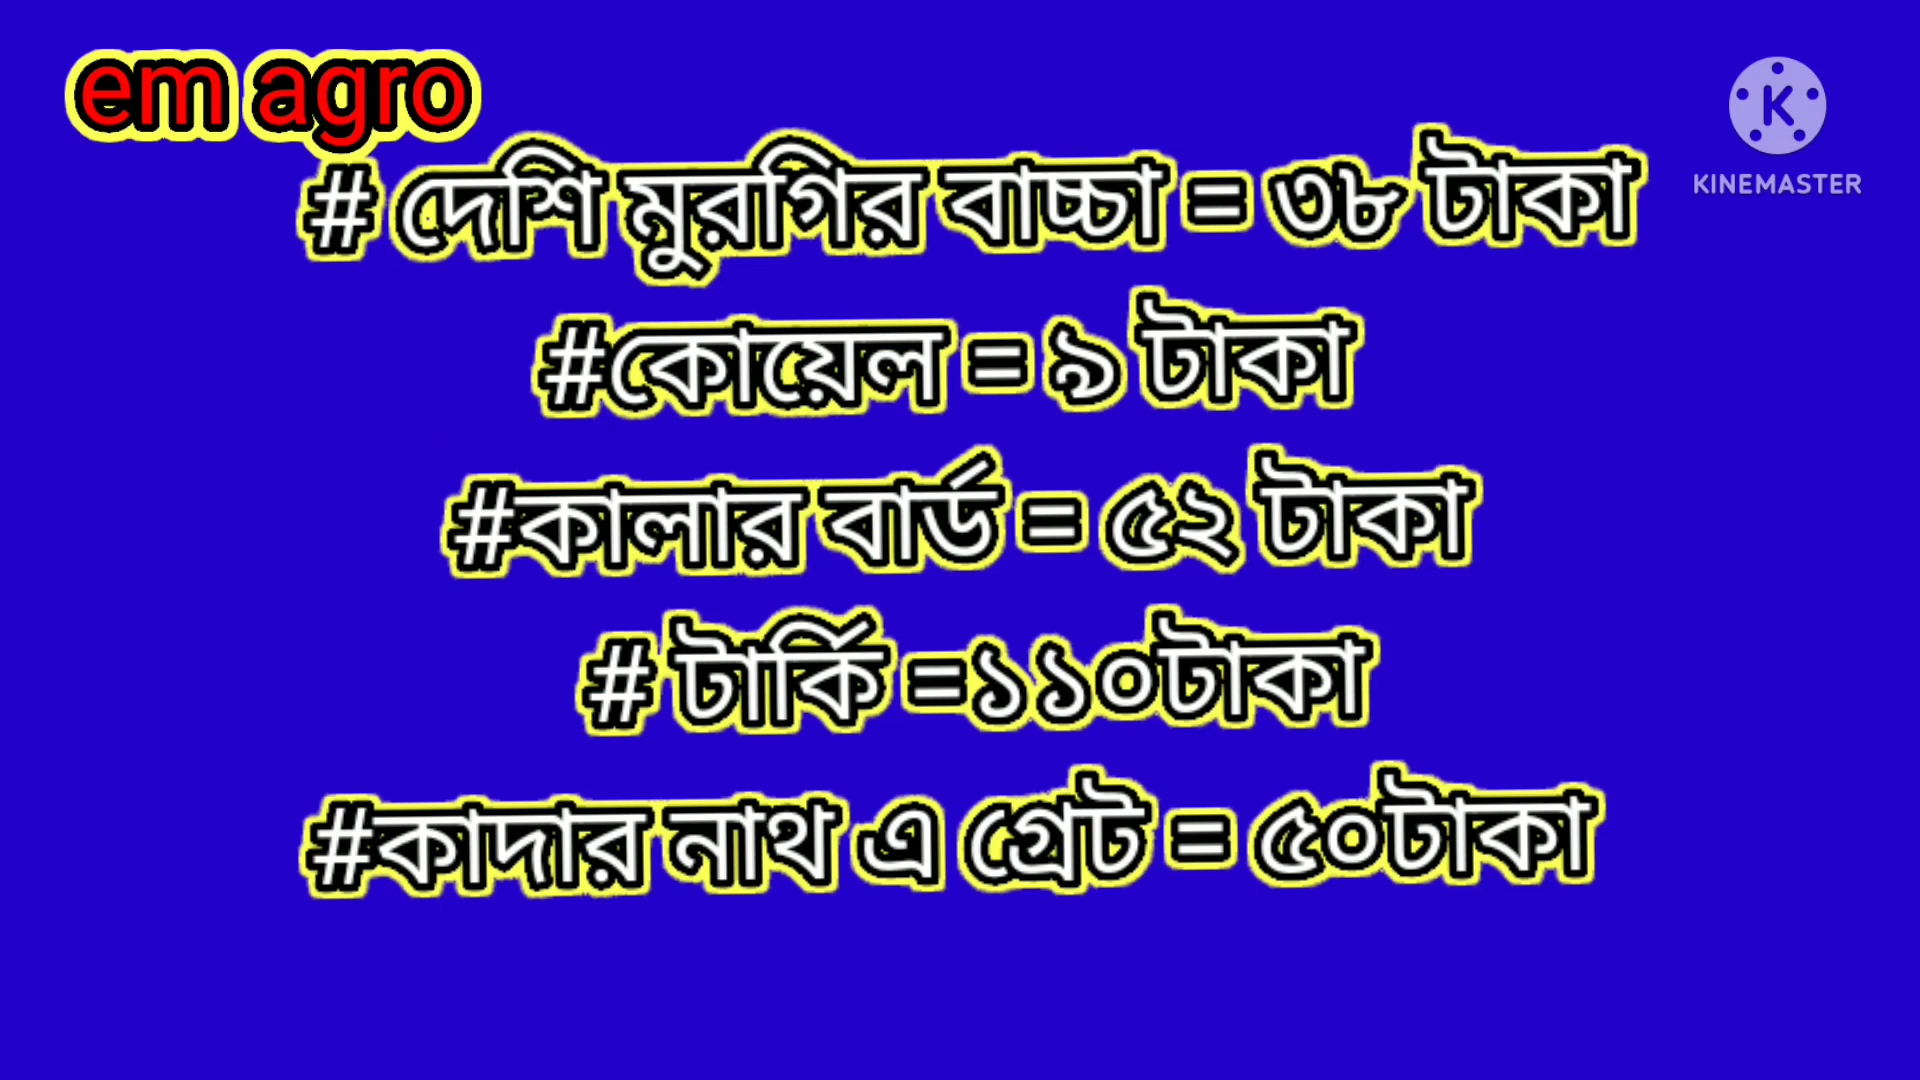 em agro
KINEMASTER
# দেশি মুরগির বাচ্চা = ৩৮ টাকা
#কোয়েল = ৯ টাকা
#কালার বার্ড = ৫২ টাকা
# টার্কি =১১০টাকা
#কাদার নাথ এ গ্রেট = ৫০টাকা